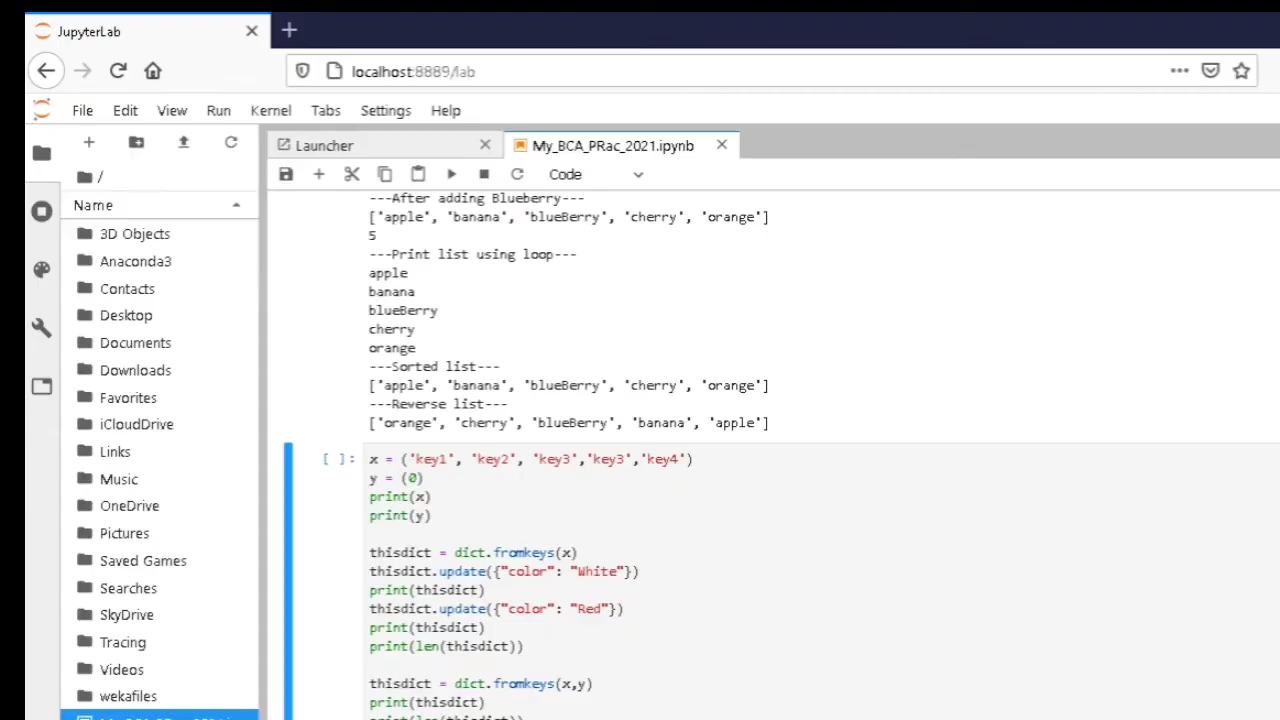 JupyterLab
localhost:8889/lab
File Edit View Run Kernel Tabs Settings Help
Launcher
My_BCA_PRac_2021.ipynb
Code
/
Name
3D Objects
Anaconda3
Contacts
Desktop
Documents
Downloads
Favorites
iCloudDrive
Links
Music
OneDrive
Pictures
Saved Games
Searches
SkyDrive
Tracing
Videos
wekafiles
---After adding Blueberry---
['apple', 'banana', 'blueBerry', 'cherry', 'orange']
5
---Print list using loop---
apple
banana
blueBerry
cherry
orange
---Sorted list---
['apple', 'banana', 'blueBerry', 'cherry', 'orange']
---Reverse list---
['orange', 'cherry', 'blueBerry', 'banana', 'apple']
[ ]:
x = ('key1', 'key2', 'key3','key3','key4')
y = (0)
print(x)
print(y)
thisdict = dict.fromkeys(x)
thisdict.update({"color": "White"})
print(thisdict)
thisdict.update({"color": "Red"})
print(thisdict)
print(len(thisdict))
thisdict = dict.fromkeys(x,y)
print(thisdict)
print(len(thisdict))